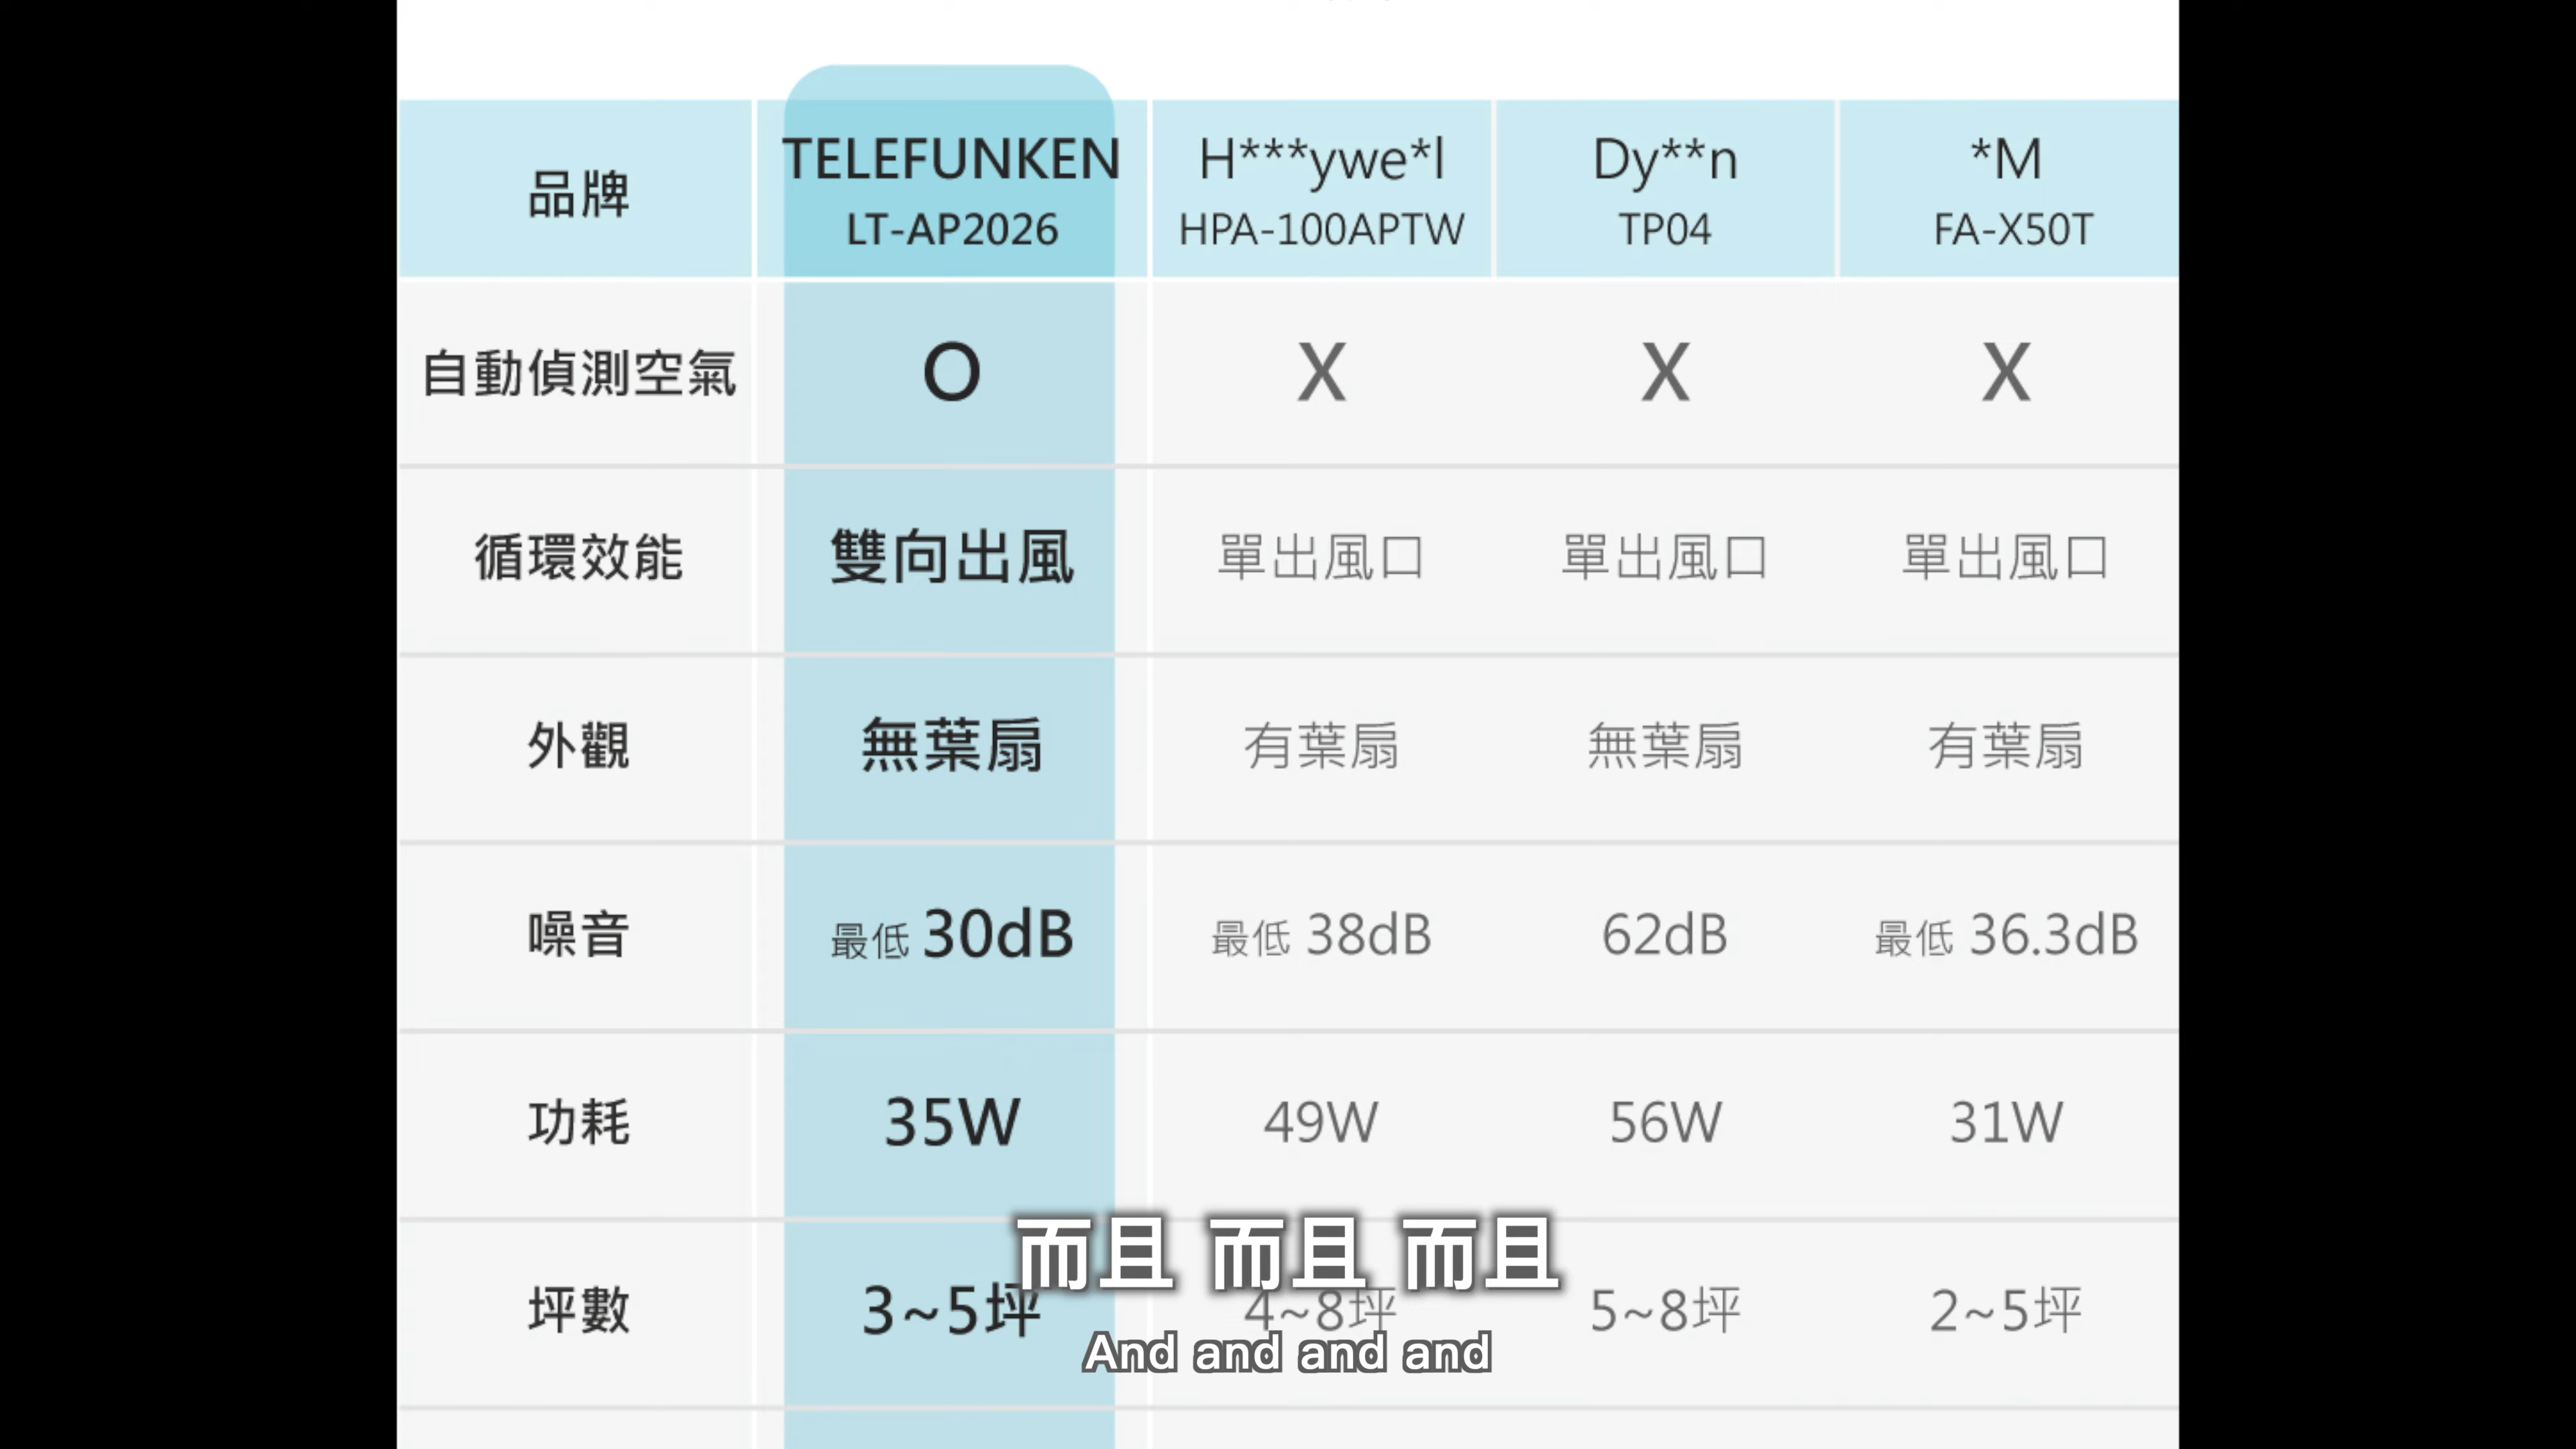 品牌 TELEFUNKEN LT-AP2026 H***ywe*l HPA-100APTW Dy**n TP04 *M FA-X50T
自動偵測空氣 O X X X
循環效能 雙向出風 單出風口 單出風口 單出風口
外觀 無葉扇 有葉扇 無葉扇 有葉扇
噪音 最低 30dB 最低 38dB 62dB 最低 36.3dB
功耗 35W 49W 56W 31W
坪數 3~5坪 4~8坪 5~8坪 2~5坪
而且 而且 而且
And and and and